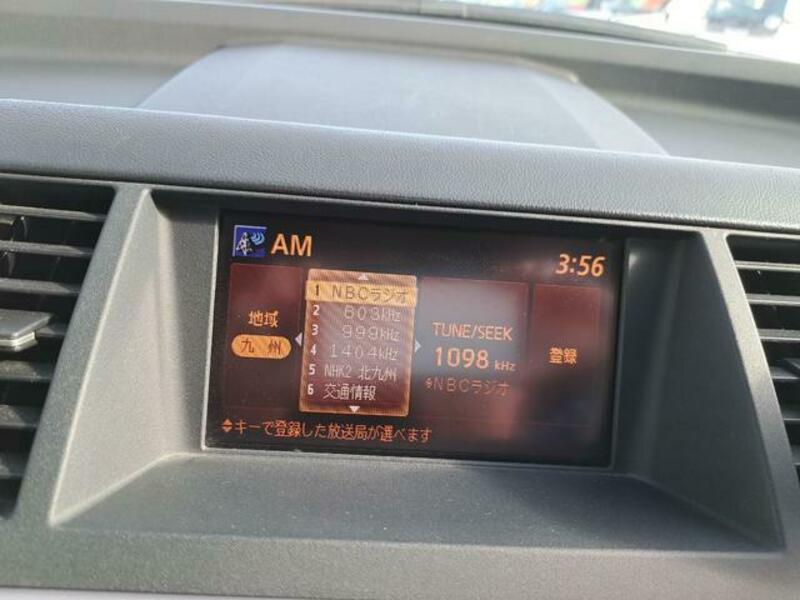 AM
3:56
地域
九州
1 NBCラジオ
2 603kHz
3 999kHz
4 1404kHz
5 NHK2 北九州
6 交通情報
TUNE/SEEK
1098 kHz
NBCラジオ
登録
キーで登録した放送局が選べます